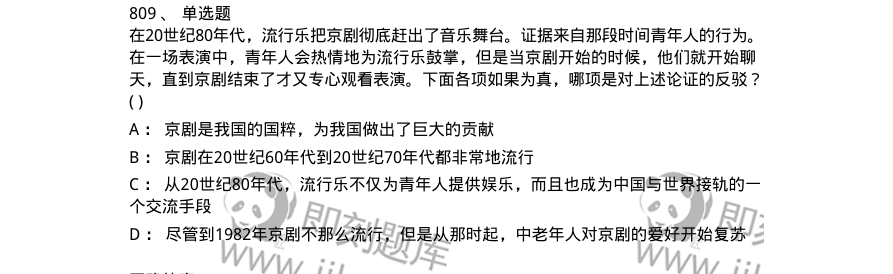 809 、 单选题
在20世纪80年代，流行乐把京剧彻底赶出了音乐舞台。证据来自那段时间青年人的行为。
在一场表演中，青年人会热情地为流行乐鼓掌，但是当京剧开始的时候，他们就开始聊
天，直到京剧结束了才又专心观看表演。下面各项如果为真，哪项是对上述论证的反驳？
( )
A ： 京剧是我国的国粹，为我国做出了巨大的贡献
B ： 京剧在20世纪60年代到20世纪70年代都非常地流行
C ： 从20世纪80年代，流行乐不仅为青年人提供娱乐，而且也成为中国与世界接轨的一
个交流手段
D ： 尽管到1982年京剧不那么流行，但是从那时起，中老年人对京剧的爱好开始复苏
即刻题库
即刻题